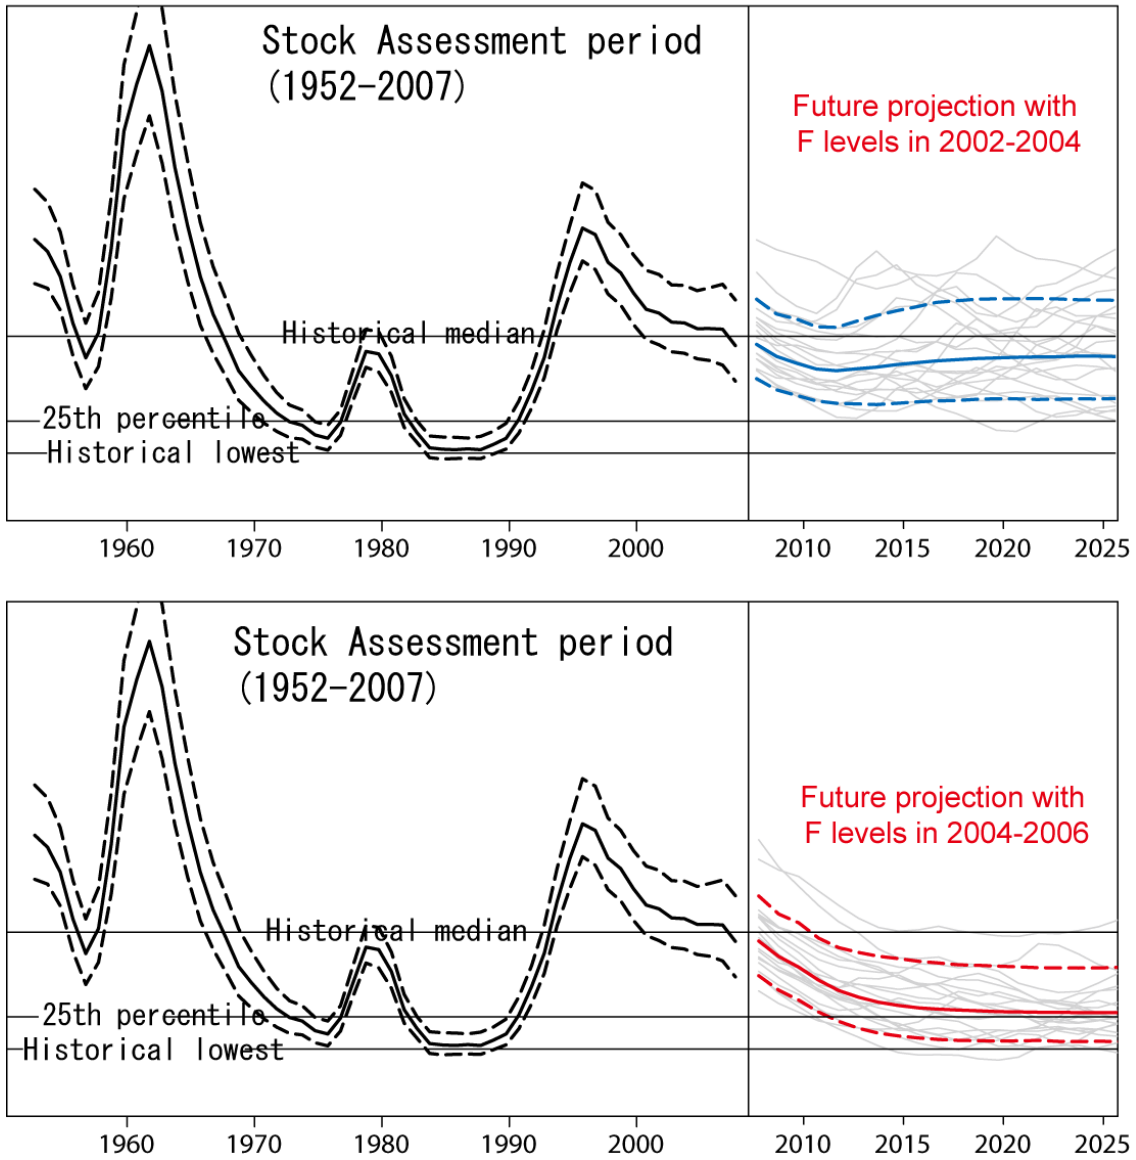 Stock Assessment period
(1952-2007)
Future projection with
F levels in 2002-2004
Historical median
25th percentile
Historical lowest
1960 1970 1980 1990 2000 2010 2015 2020 2025
Stock Assessment period
(1952-2007)
Future projection with
F levels in 2004-2006
Historical median
25th percentile
Historical lowest
1960 1970 1980 1990 2000 2010 2015 2020 2025